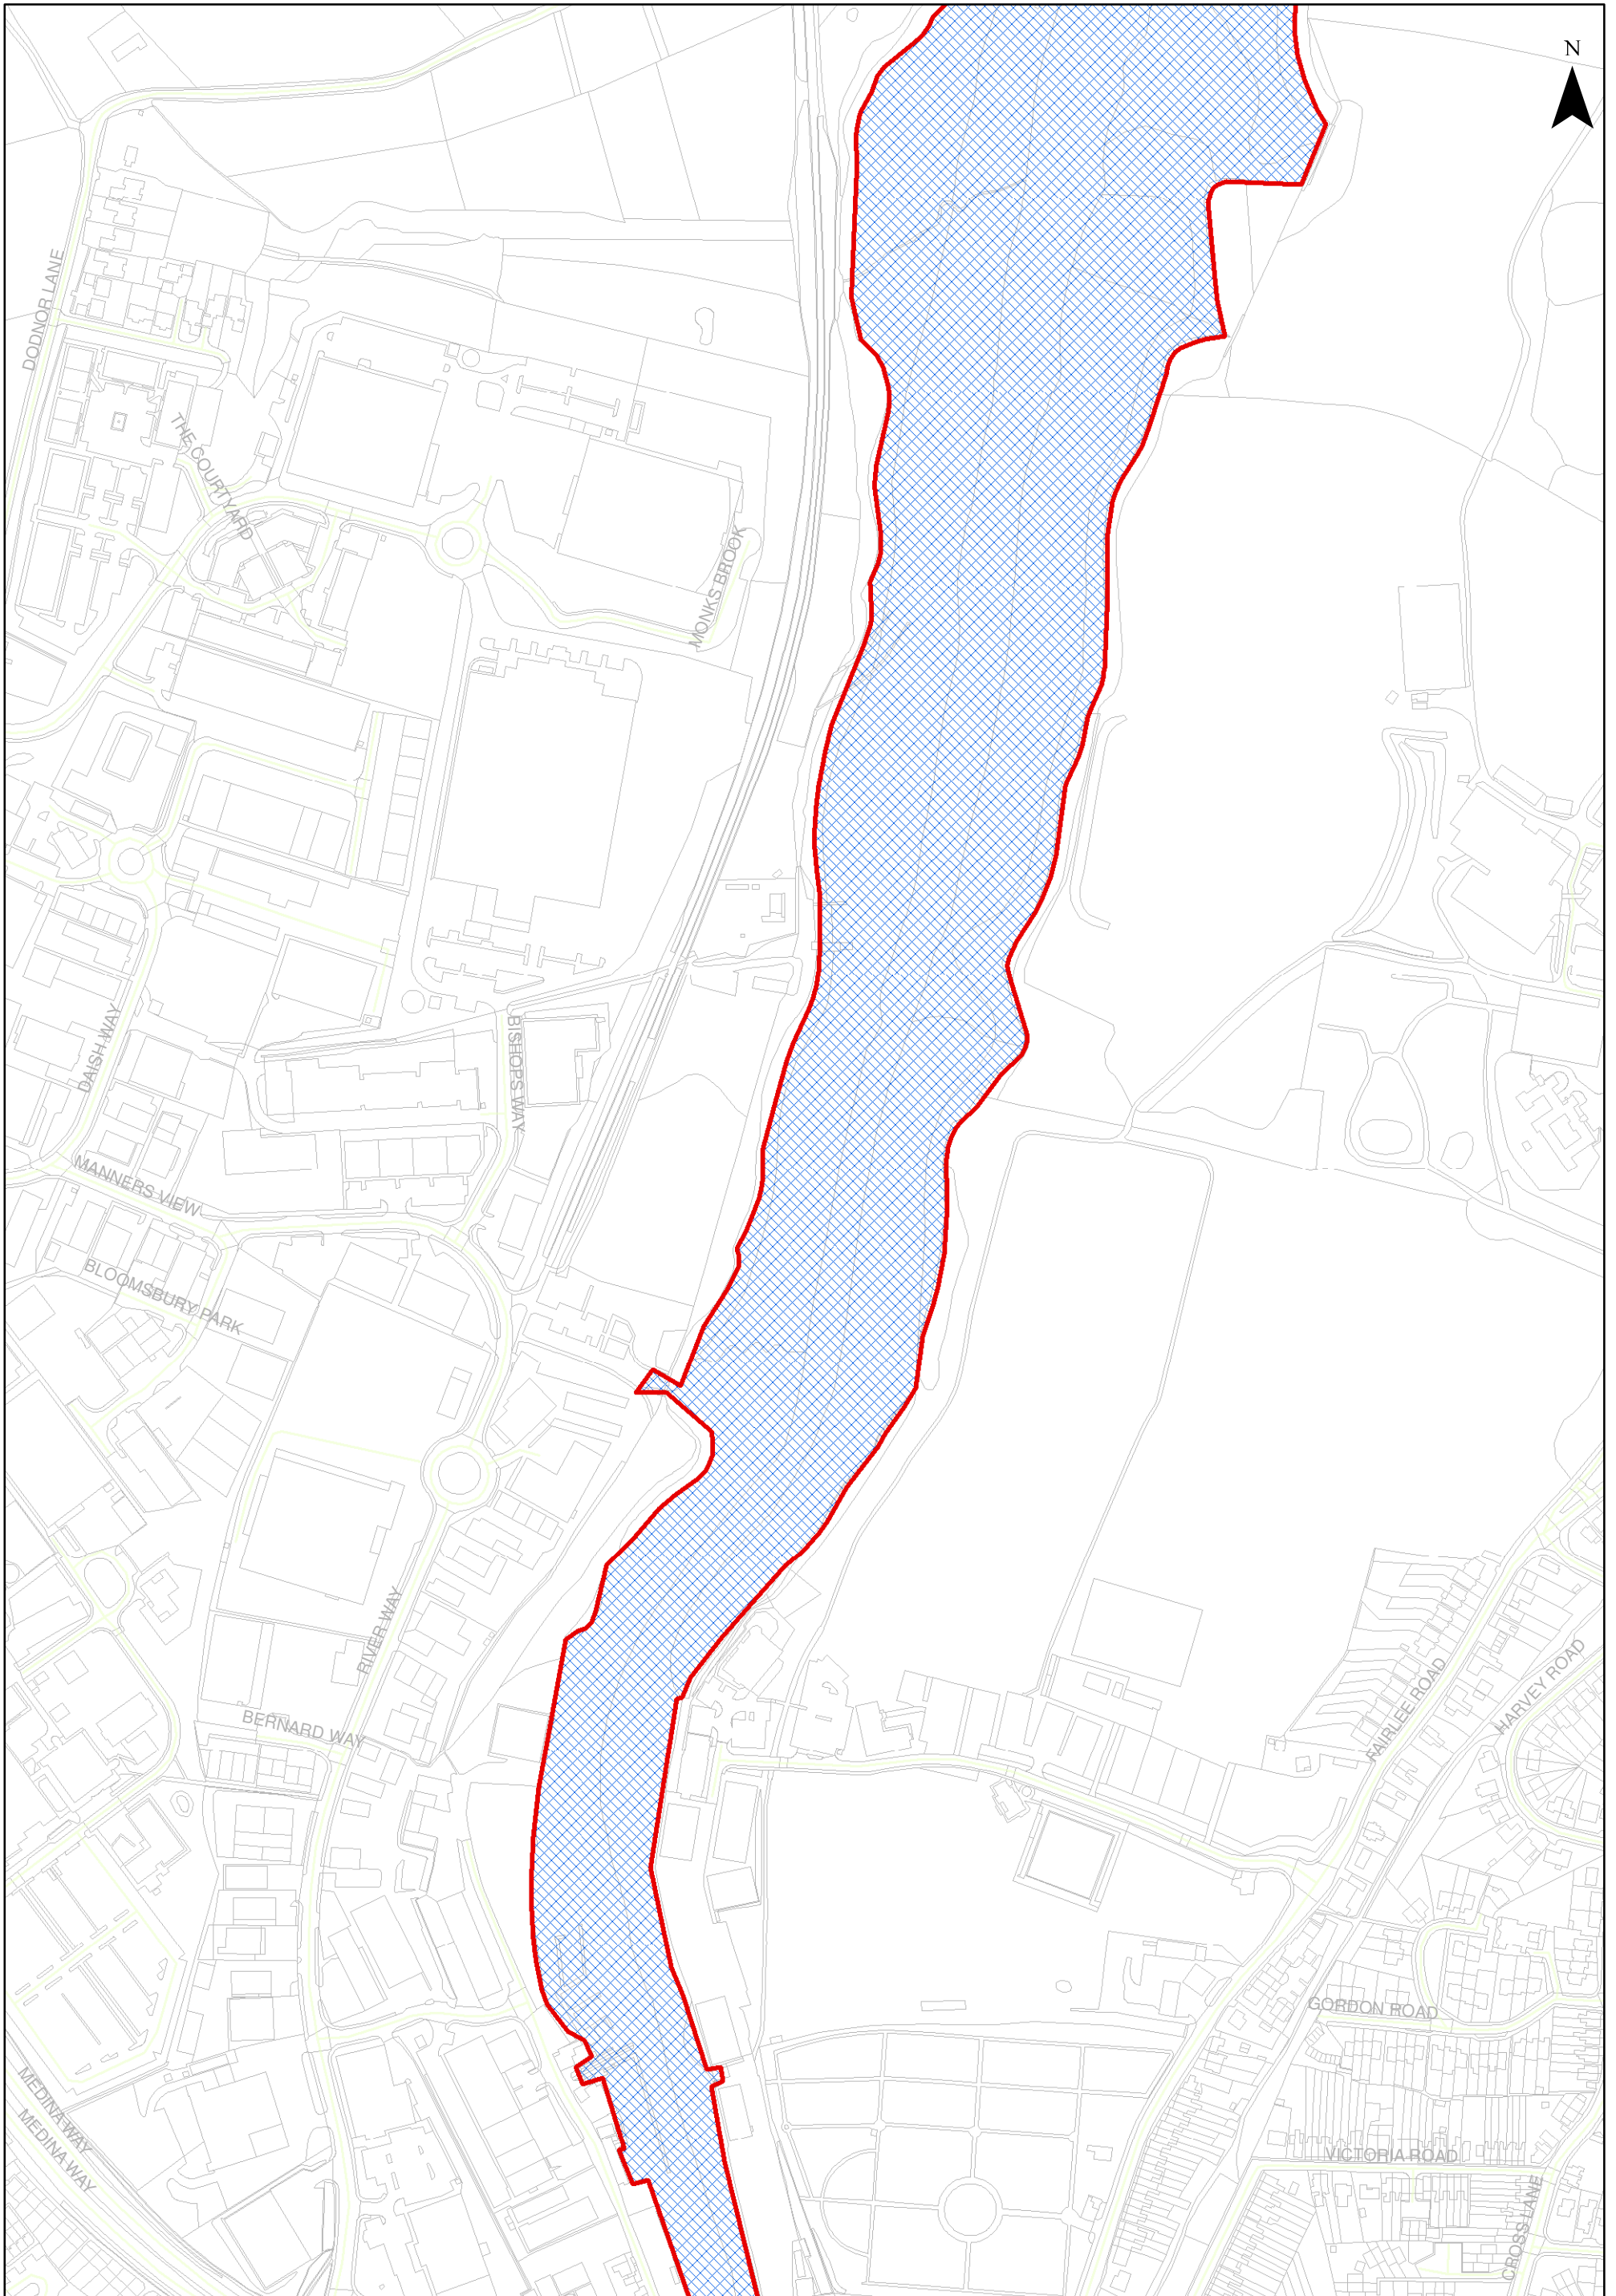 N
DODNOR LANE
THE COURTYARD
MONKS BROOK
DAISH WAY
BISHOPS WAY
MANNERS VIEW
BLOOMSBURY PARK
RIVER WAY
BERNARD WAY
FAIRLEE ROAD
HARVEY ROAD
GORDON ROAD
MEDINA WAY
MEDINA WAY
VICTORIA ROAD
CROSS LANE